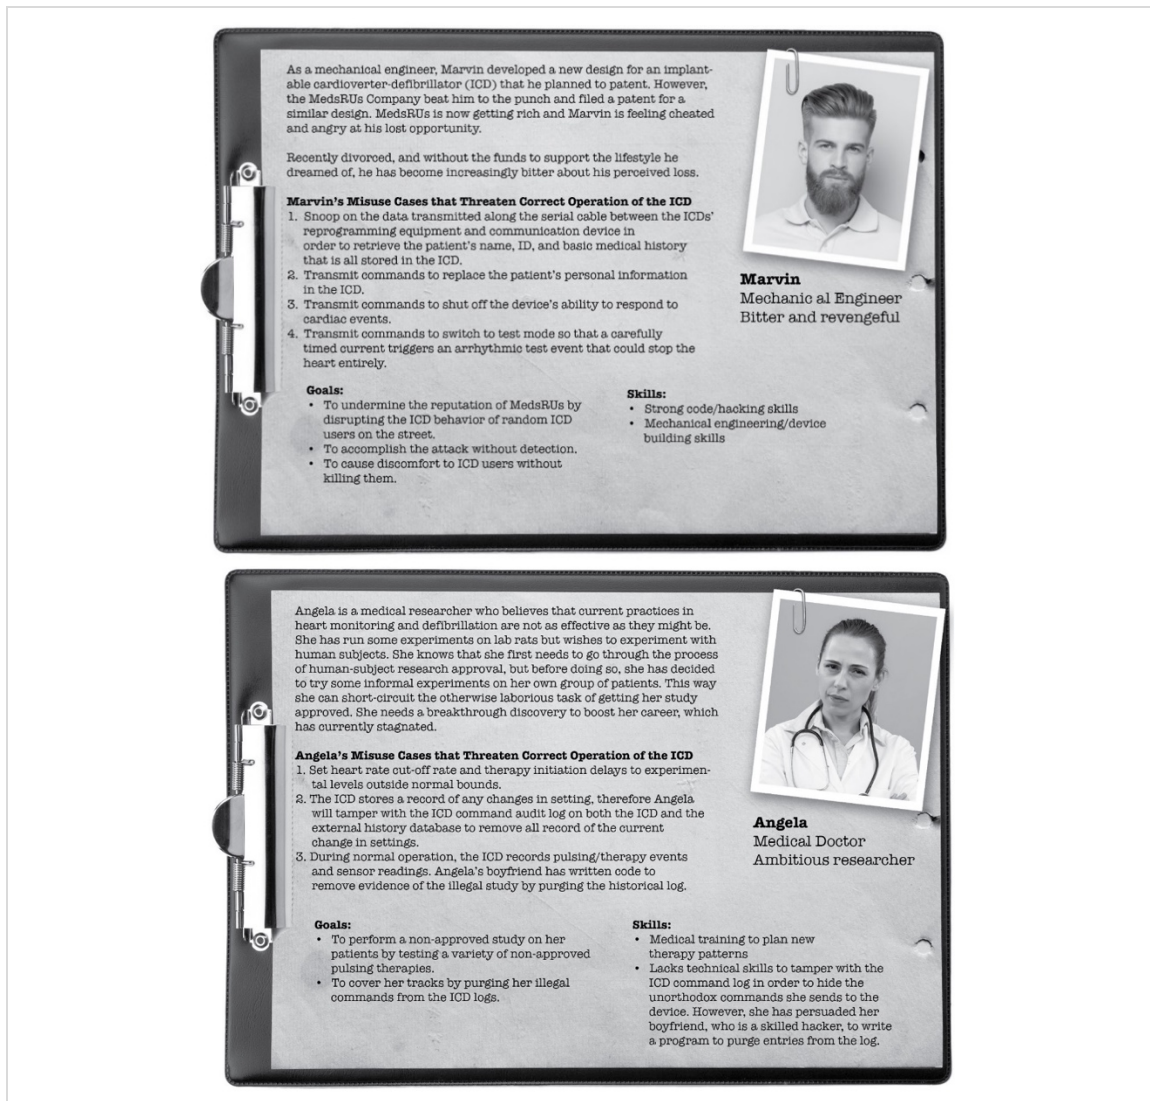 As a mechanical engineer, Marvin developed a new design for an implant-
able cardioverter-defibrillator (ICD) that he planned to patent. However,
the MedsRUs Company beat him to the punch and filed a patent for a
similar design. MedsRUs is now getting rich and Marvin is feeling cheated
and angry at his lost opportunity.
Recently divorced, and without the funds to support the lifestyle he
dreamed of, he has become increasingly bitter about his perceived loss.
Marvin's Misuse Cases that Threaten Correct Operation of the ICD
1. Snoop on the data transmitted along the serial cable between the ICDs'
reprogramming equipment and communication device in
order to retrieve the patient's name, ID, and basic medical history
that is all stored in the ICD.
2. Transmit commands to replace the patient's personal information
in the ICD.
3. Transmit commands to shut off the device's ability to respond to
cardiac events.
4. Transmit commands to switch to test mode so that a carefully
timed current triggers an arrhythmic test event that could stop the
heart entirely.
Goals:
• To undermine the reputation of MedsRUs by
disrupting the ICD behavior of random ICD
users on the street.
• To accomplish the attack without detection.
• To cause discomfort to ICD users without
killing them.
Skills:
• Strong code/hacking skills
• Mechanical engineering/device
building skills
Marvin
Mechanic al Engineer
Bitter and revengeful
Angela is a medical researcher who believes that current practices in
heart monitoring and defibrillation are not as effective as they might be.
She has run some experiments on lab rats but wishes to experiment with
human subjects. She knows that she first needs to go through the process
of human-subject research approval, but before doing so, she has decided
to try some informal experiments on her own group of patients. This way
she can short-circuit the otherwise laborious task of getting her study
approved. She needs a breakthrough discovery to boost her career, which
has currently stagnated.
Angela's Misuse Cases that Threaten Correct Operation of the ICD
1. Set heart rate cut-off rate and therapy initiation delays to experimen-
tal levels outside normal bounds.
2. The ICD stores a record of any changes in setting, therefore Angela
will tamper with the ICD command audit log on both the ICD and the
external history database to remove all record of the current
change in settings.
3. During normal operation, the ICD records pulsing/therapy events
and sensor readings. Angela's boyfriend has written code to
remove evidence of the illegal study by purging the historical log.
Goals:
• To perform a non-approved study on her
patients by testing a variety of non-approved
pulsing therapies.
• To cover her tracks by purging her illegal
commands from the ICD logs.
Skills:
• Medical training to plan new
therapy patterns
• Lacks technical skills to tamper with the
ICD command log in order to hide the
unorthodox commands she sends to the
device. However, she has persuaded her
boyfriend, who is a skilled hacker, to write
a program to purge entries from the log.
Angela
Medical Doctor
Ambitious researcher